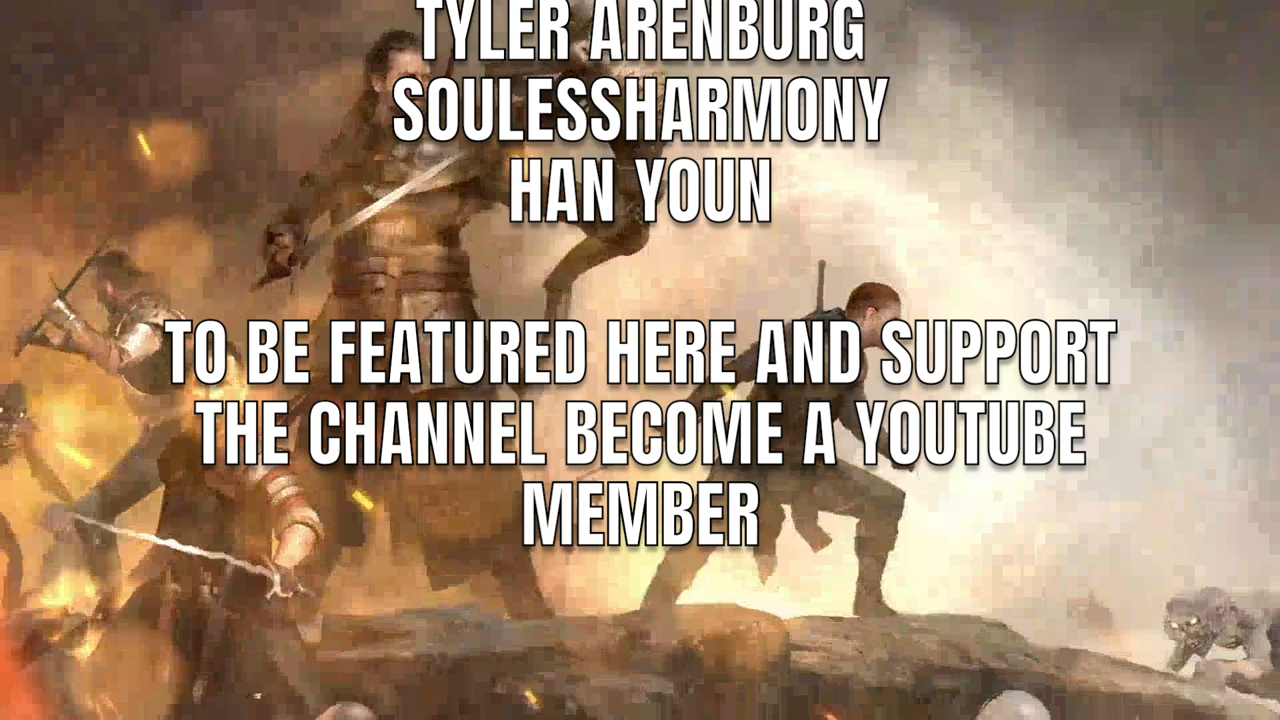 TYLER ARENBURG
SOULESSHARMONY
HAN YOUN
TO BE FEATURED HERE AND SUPPORT
THE CHANNEL BECOME A YOUTUBE
MEMBER